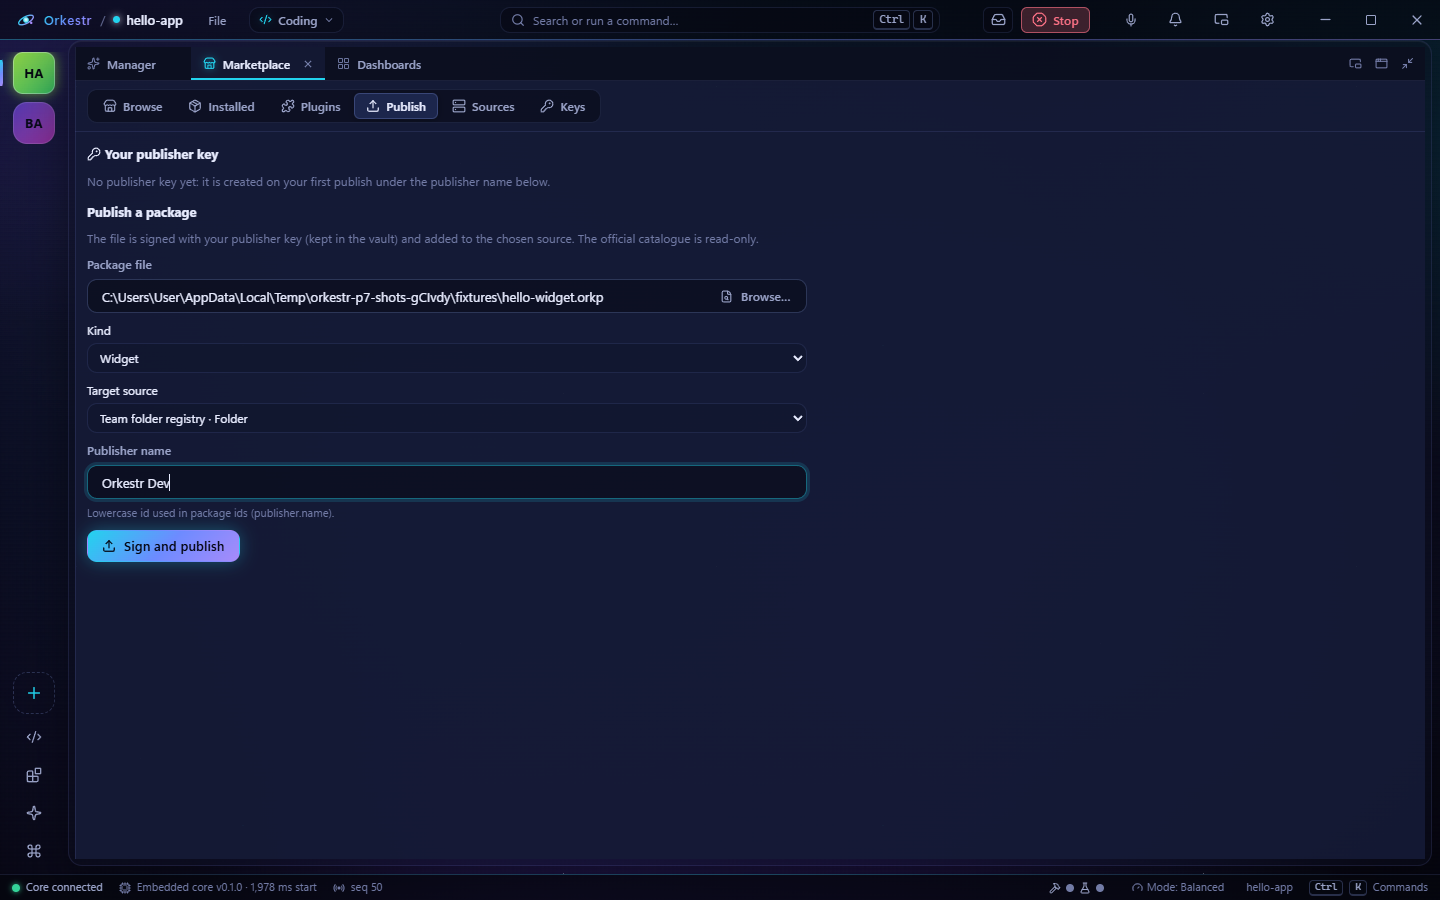 Orkestr / hello-app File Coding Search or run a command... Ctrl K Stop
HA
BA
Manager Marketplace Dashboards
Browse Installed Plugins Publish Sources Keys
Your publisher key
No publisher key yet: it is created on your first publish under the publisher name below.
Publish a package
The file is signed with your publisher key (kept in the vault) and added to the chosen source. The official catalogue is read-only.
Package file
C:\Users\User\AppData\Local\Temp\orkestr-p7-shots-gCIvdy\fixtures\hello-widget.orkp Browse...
Kind
Widget
Target source
Team folder registry · Folder
Publisher name
Orkestr Dev
Lowercase id used in package ids (publisher.name).
Sign and publish
Core connected Embedded core v0.1.0 · 1,978 ms start seq 50 Mode: Balanced hello-app Ctrl K Commands